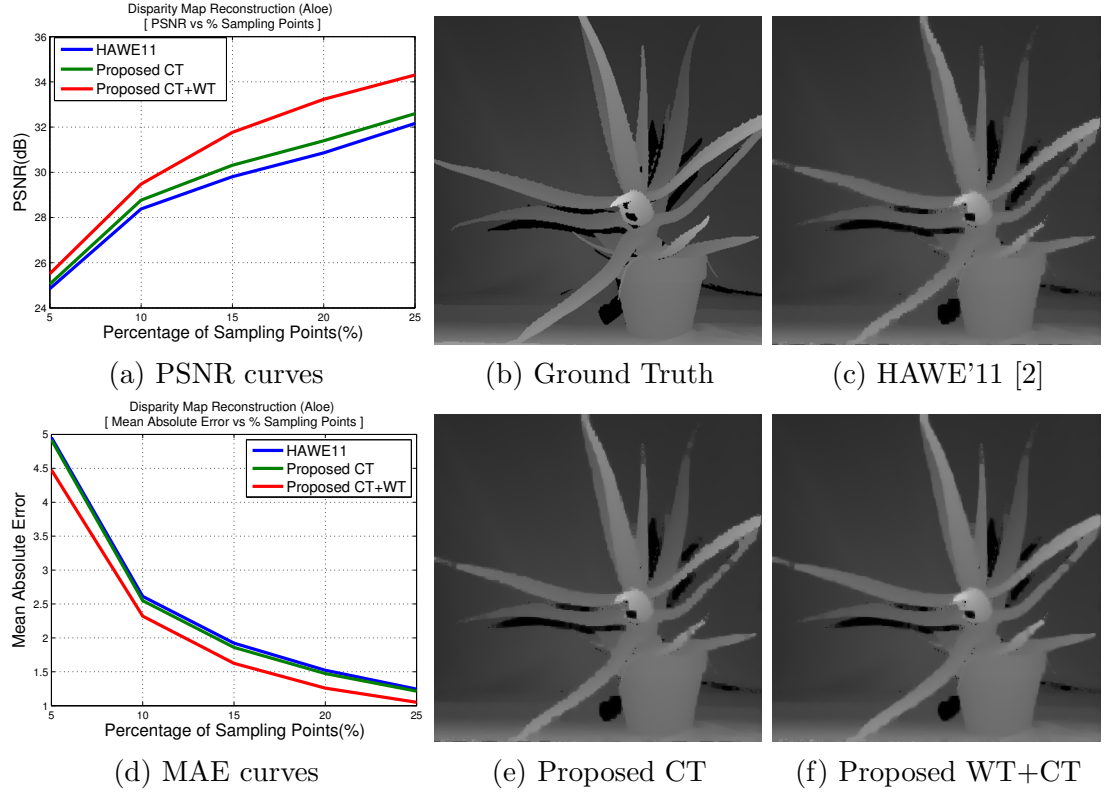 Disparity Map Reconstruction (Aloe)
[ PSNR vs % Sampling Points ]
36
34
32
30
28
26
24
PSNR(dB)
HAWE11
Proposed CT
Proposed CT+WT
5
10
15
20
25
Percentage of Sampling Points(%)
(a) PSNR curves
(b) Ground Truth
(c) HAWE'11 [2]
Disparity Map Reconstruction (Aloe)
[ Mean Absolute Error vs % Sampling Points ]
5
4.5
4
3.5
3
2.5
2
1.5
1
Mean Absolute Error
HAWE11
Proposed CT
Proposed CT+WT
5
10
15
20
25
Percentage of Sampling Points(%)
(d) MAE curves
(e) Proposed CT
(f) Proposed WT+CT